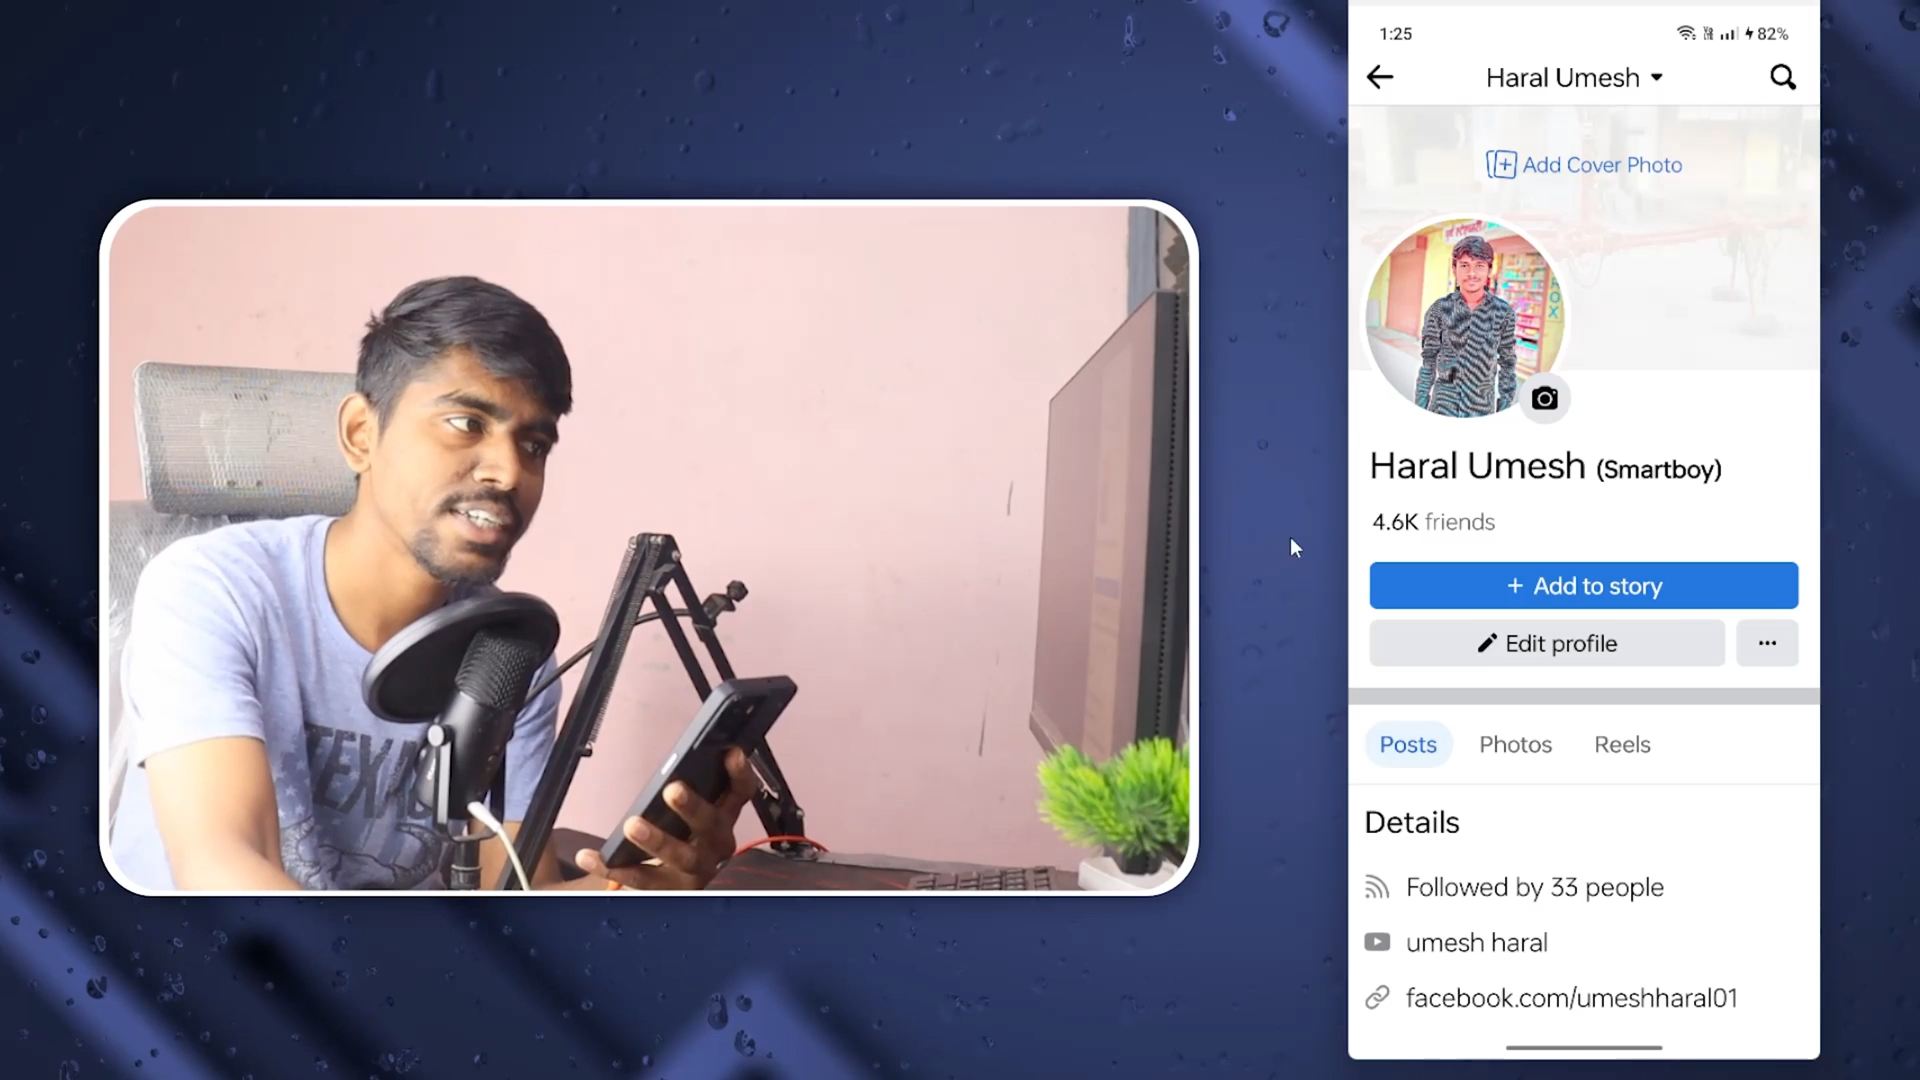 1:25
82%
Haral Umesh
Add Cover Photo
Haral Umesh (Smartboy)
4.6K friends
+ Add to story
Edit profile
Posts Photos Reels
Details
Followed by 33 people
umesh haral
facebook.com/umeshharal01